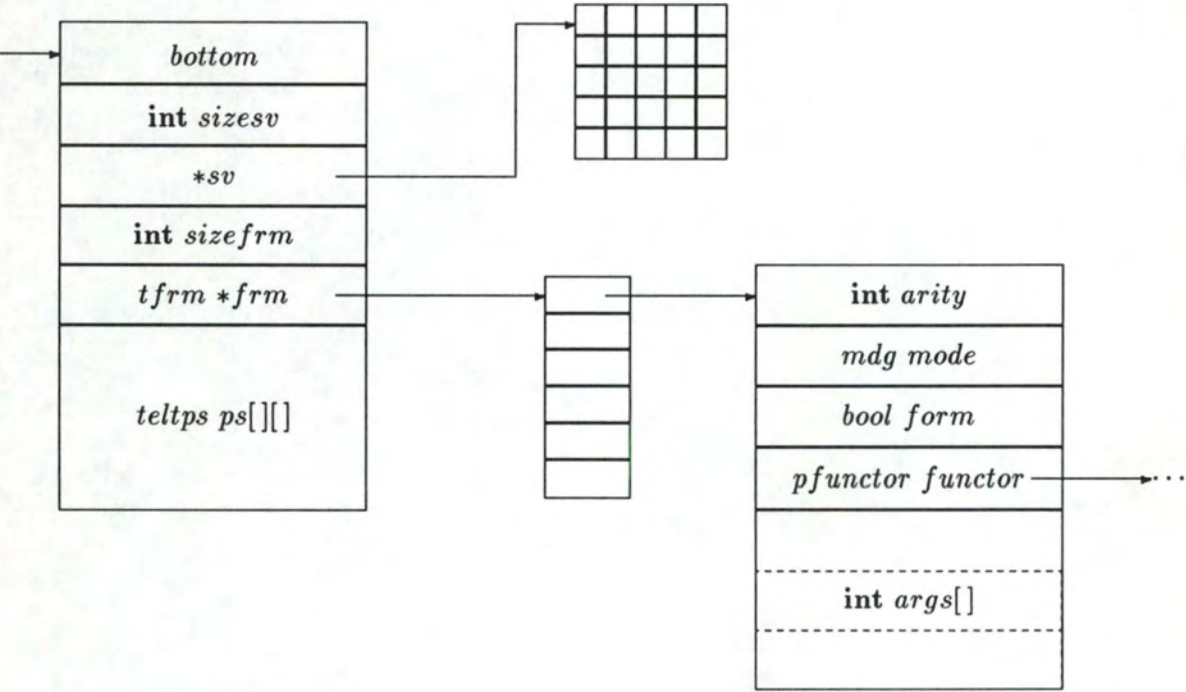 bottom
int sizesv
*sv
int sizefrm
tfrm *frm
teltps ps[][]
int arity
mdg mode
bool form
pfunctor functor
...
int args[]